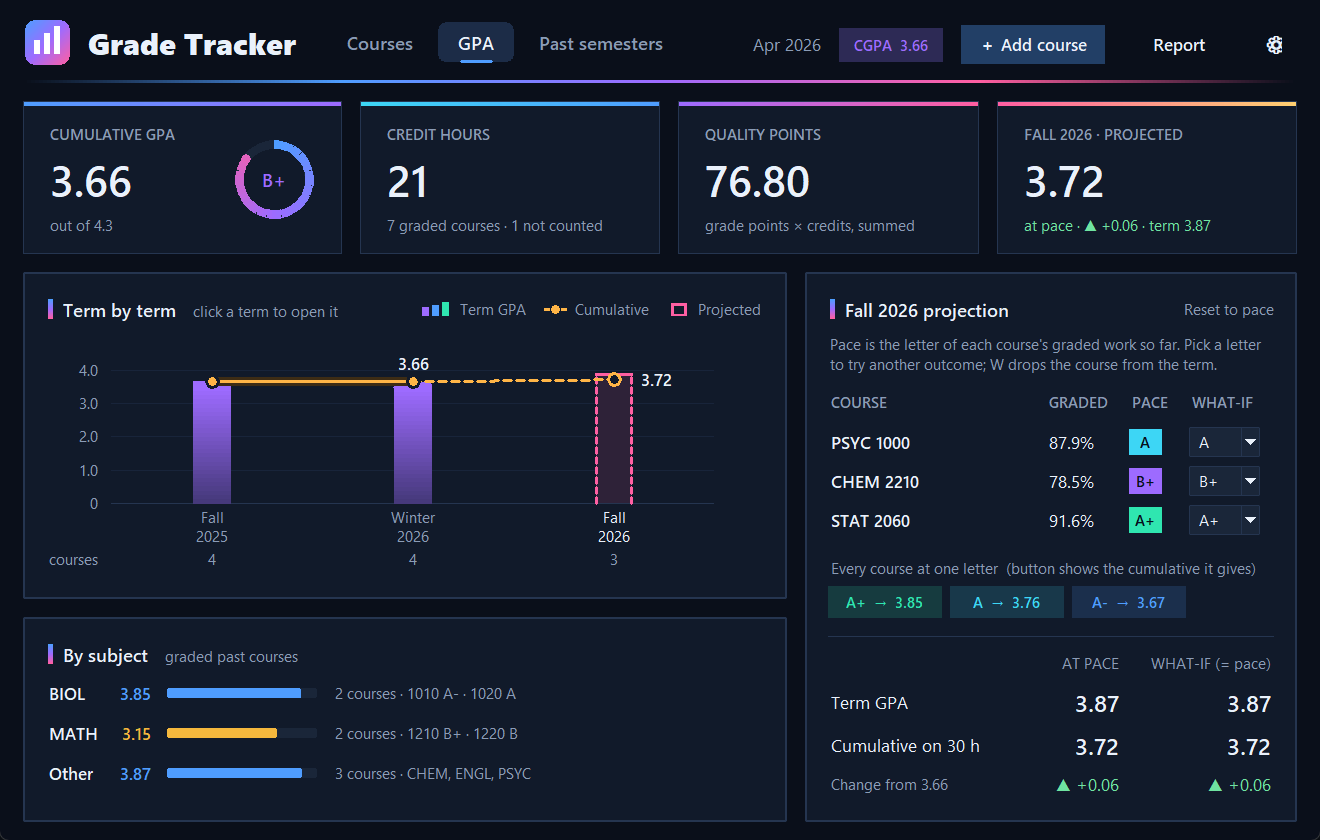 Grade Tracker
Courses
GPA
Past semesters
Apr 2026
CGPA 3.66
+ Add course
Report
CUMULATIVE GPA
3.66
out of 4.3
B+
CREDIT HOURS
21
7 graded courses · 1 not counted
QUALITY POINTS
76.80
grade points × credits, summed
FALL 2026 · PROJECTED
3.72
at pace · ▲ +0.06 · term 3.87
Term by term click a term to open it
Term GPA
Cumulative
Projected
3.66
3.72
4.0
3.0
2.0
1.0
0
Fall 2025
Winter 2026
Fall 2026
courses 4 4 3
By subject graded past courses
BIOL 3.85 2 courses · 1010 A- · 1020 A
MATH 3.15 2 courses · 1210 B+ · 1220 B
Other 3.87 3 courses · CHEM, ENGL, PSYC
Fall 2026 projection
Reset to pace
Pace is the letter of each course's graded work so far. Pick a letter
to try another outcome; W drops the course from the term.
COURSE GRADED PACE WHAT-IF
PSYC 1000 87.9% A A
CHEM 2210 78.5% B+ B+
STAT 2060 91.6% A+ A+
Every course at one letter (button shows the cumulative it gives)
A+ → 3.85
A → 3.76
A- → 3.67
AT PACE WHAT-IF (= pace)
Term GPA 3.87 3.87
Cumulative on 30 h 3.72 3.72
Change from 3.66 ▲ +0.06 ▲ +0.06